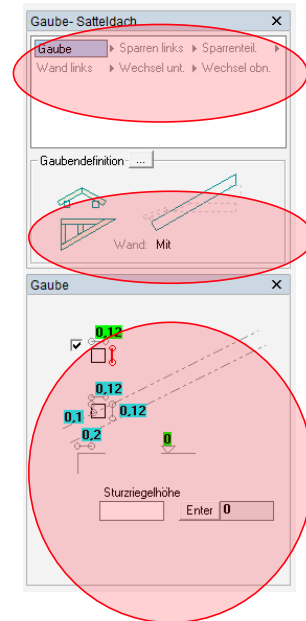 Gaube- Satteldach
Gaube Sparren links Sparrenteil.
Wand links Wechsel unt. Wechsel obn.
Gaubendefinition ...
Wand: Mit
Gaube
0,12
0,12
0,1 0,12
0,2 0
Sturzriegelhöhe
Enter 0